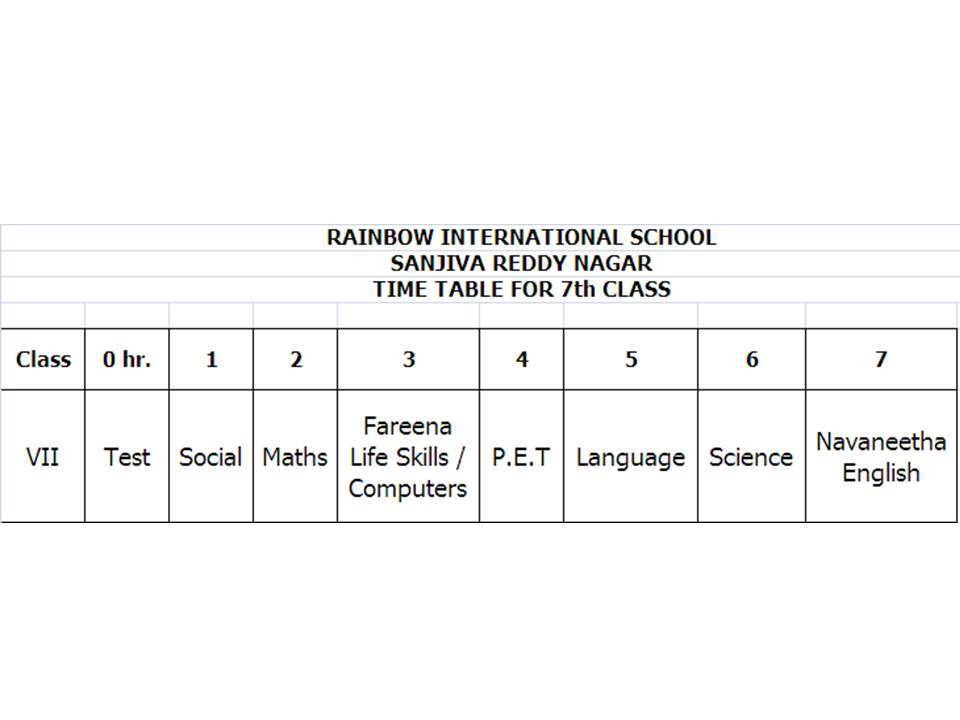 RAINBOW INTERNATIONAL SCHOOL
SANJIVA REDDY NAGAR
TIME TABLE FOR 7th CLASS
Class 0 hr. 1 2 3 4 5 6 7
VII Test Social Maths Fareena Life Skills / Computers P.E.T Language Science Navaneetha English